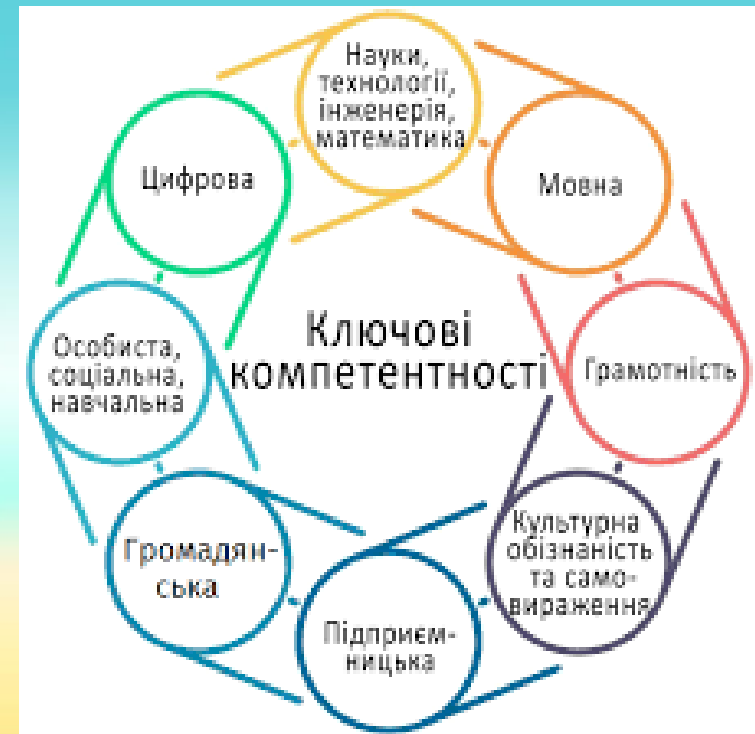 Науки,
технології,
інженерія,
математика
Цифрова
Мовна
Ключові
компетентності
Особиста,
соціальна,
навчальна
Грамотність
Громадян-
ська
Культурна
обізнаність
та само-
вираження
Підприєм-
ницька